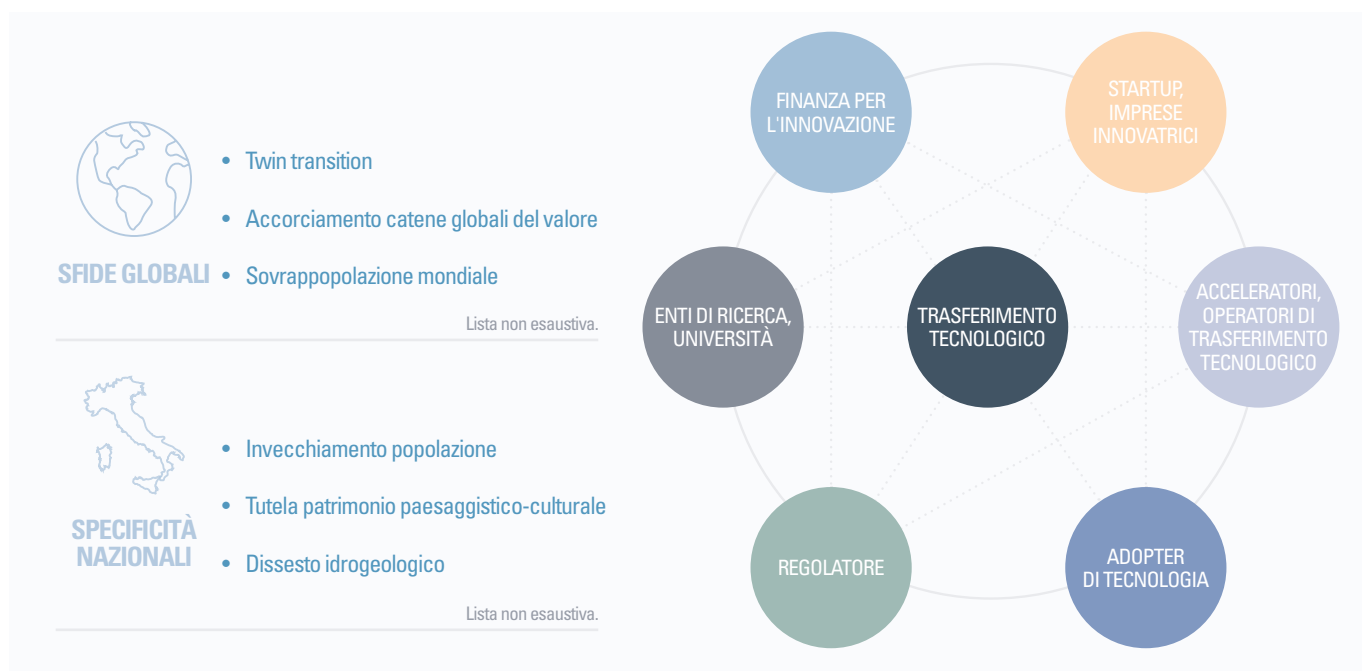 SFIDE GLOBALI
• Twin transition
• Accorciamento catene globali del valore
• Sovrappopolazione mondiale
Lista non esaustiva.
SPECIFICITÀ
NAZIONALI
• Invecchiamento popolazione
• Tutela patrimonio paesaggistico-culturale
• Dissesto idrogeologico
Lista non esaustiva.
FINANZA PER
L'INNOVAZIONE
STARTUP,
IMPRESE
INNOVATRICI
ENTI DI RICERCA,
UNIVERSITÀ
TRASFERIMENTO
TECNOLOGICO
ACCELERATORI,
OPERATORI DI
TRASFERIMENTO
TECNOLOGICO
REGOLATORE
ADOPTER
DI TECNOLOGIA